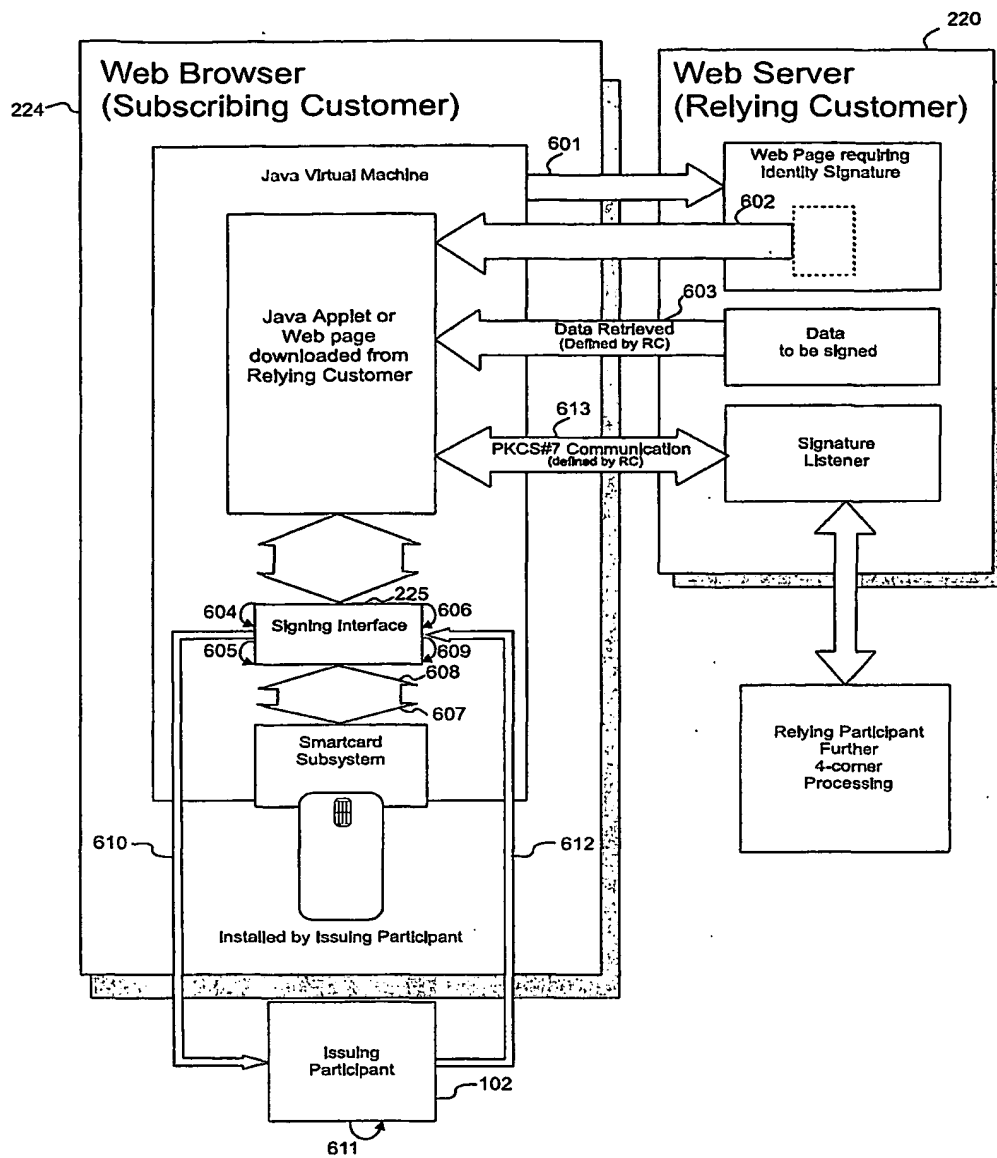 220
Web Browser
(Subscribing Customer)
224
Web Server
(Relying Customer)
601
Java Virtual Machine
Web Page requiring
Identity Signature
602
603
Java Applet or
Web page
downloaded from
Relying Customer
Data Retrieved
(Defined by RC)
Data
to be signed
613
PKCS#7 Communication
(defined by RC)
Signature
Listener
225
604
606
Signing Interface
605
609
608
607
Smartcard
Subsystem
Relying Participant
Further
4-corner
Processing
610
612
Installed by Issuing Participant
Issuing
Participant
102
611